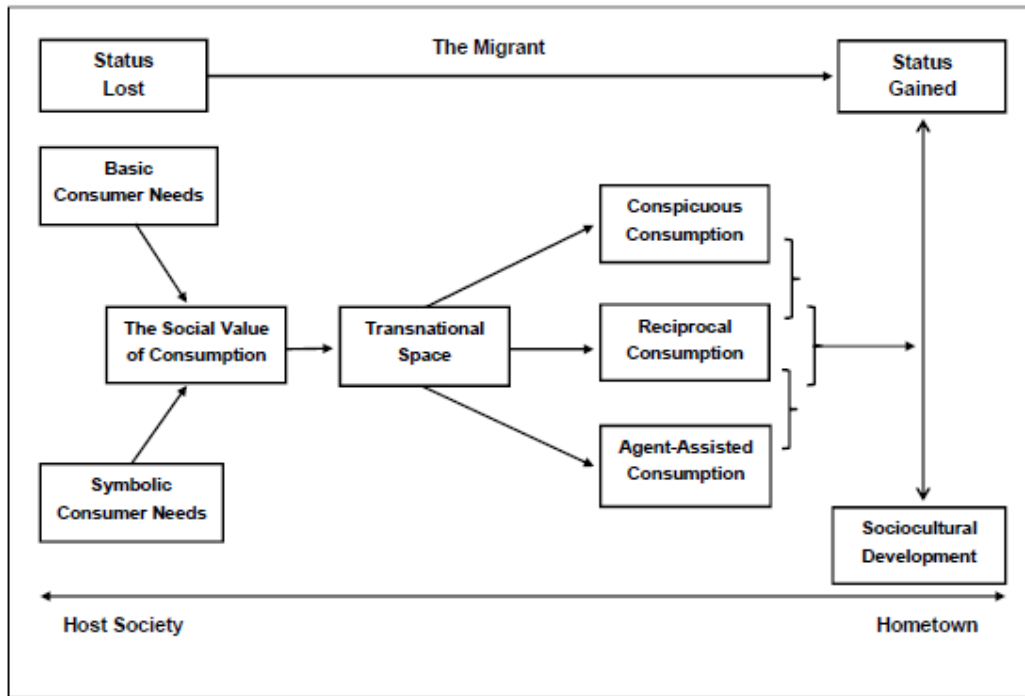 Status
Lost
The Migrant
Status
Gained
Basic
Consumer Needs
Conspicuous
Consumption
The Social Value
of Consumption
Transnational
Space
Reciprocal
Consumption
Agent-Assisted
Consumption
Symbolic
Consumer Needs
Sociocultural
Development
Host Society
Hometown